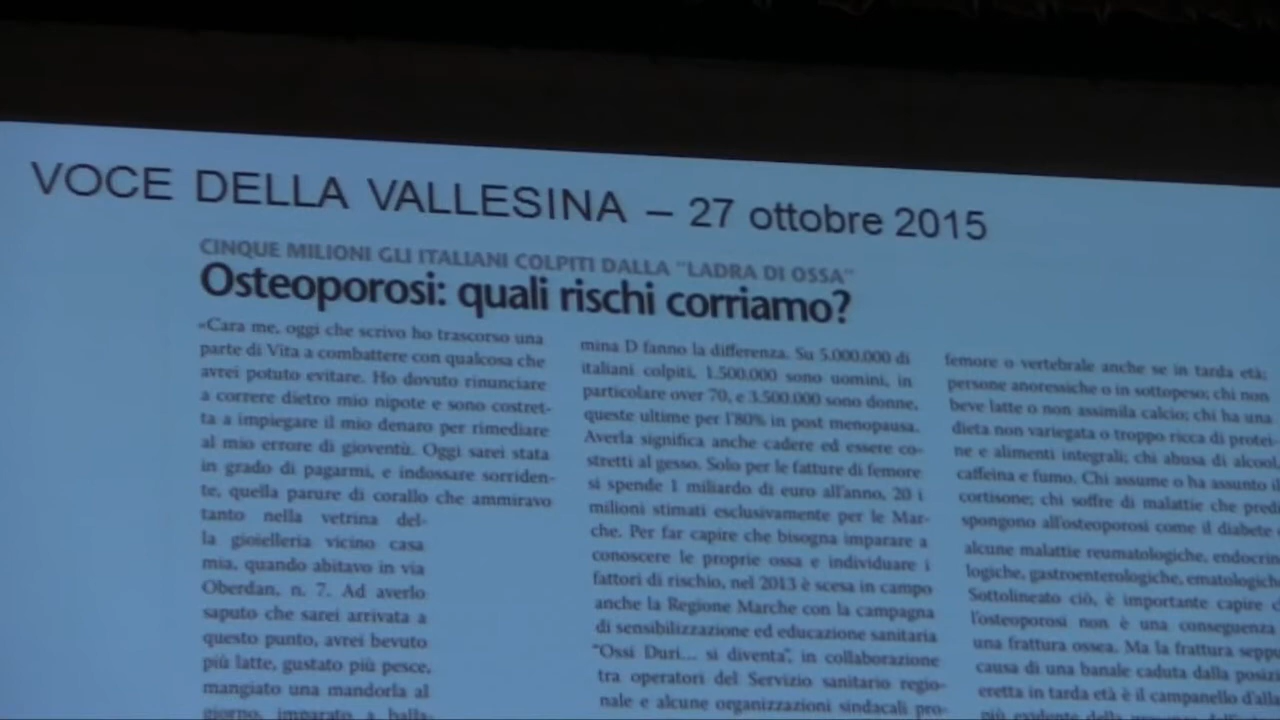 VOCE DELLA VALLESINA – 27 ottobre 2015
CINQUE MILIONI GLI ITALIANI COLPITI DALLA "LADRA DI OSSA"
Osteoporosi: quali rischi corriamo?
«Cara me, oggi che scrivo ho trascorso una
parte di Vita a combattere con qualcosa che
avrei potuto evitare. Ho dovuto rinunciare
a correre dietro mio nipote e sono costret-
ta a impiegare il mio denaro per rimediare
al mio errore di gioventù. Oggi sarei stata
in grado di pagarmi, e indossare sorriden-
te, quella parure di corallo che ammiravo
tanto nella vetrina del-
la gioielleria vicino casa
mia, quando abitavo in via
Oberdan, n. 7. Ad averlo
saputo che sarei arrivata a
questo punto, avrei bevuto
più latte, gustato più pesce,
mangiato una mandorla al
giorno, imparato a balla-
mina D fanno la differenza. Su 5.000.000 di
italiani colpiti, 1.500.000 sono uomini, in
particolare over 70, e 3.500.000 sono donne,
queste ultime per l'80% in post menopausa.
Averla significa anche cadere ed essere co-
stretti al gesso. Solo per le fatture di femore
si spende 1 miliardo di euro all'anno, 20 i
milioni stimati esclusivamente per le Mar-
che. Per far capire che bisogna imparare a
conoscere le proprie ossa e individuare i
fattori di rischio, nel 2013 è scesa in campo
anche la Regione Marche con la campagna
di sensibilizzazione ed educazione sanitaria
"Ossi Duri... si diventa", in collaborazione
tra operatori del Servizio sanitario regio-
nale e alcune organizzazioni sindacali pro-
femore o vertebrale anche se in tarda età;
persone anoressiche o in sottopeso; chi non
beve latte o non assimila calcio; chi ha una
dieta non variegata o troppo ricca di protei-
ne e alimenti integrali; chi abusa di alcool,
caffeina e fumo. Chi assume o ha assunto il
cortisone; chi soffre di malattie che predi
spongono all'osteoporosi come il diabete
alcune malattie reumatologiche, endocrin
logiche, gastroenterologiche, ematologich
Sottolineato ciò, è importante capire c
l'osteoporosi non è una conseguenza
una frattura ossea. Ma la frattura sepp
causa di una banale caduta dalla posizi
eretta in tarda età è il campanello d'alla
più evidente